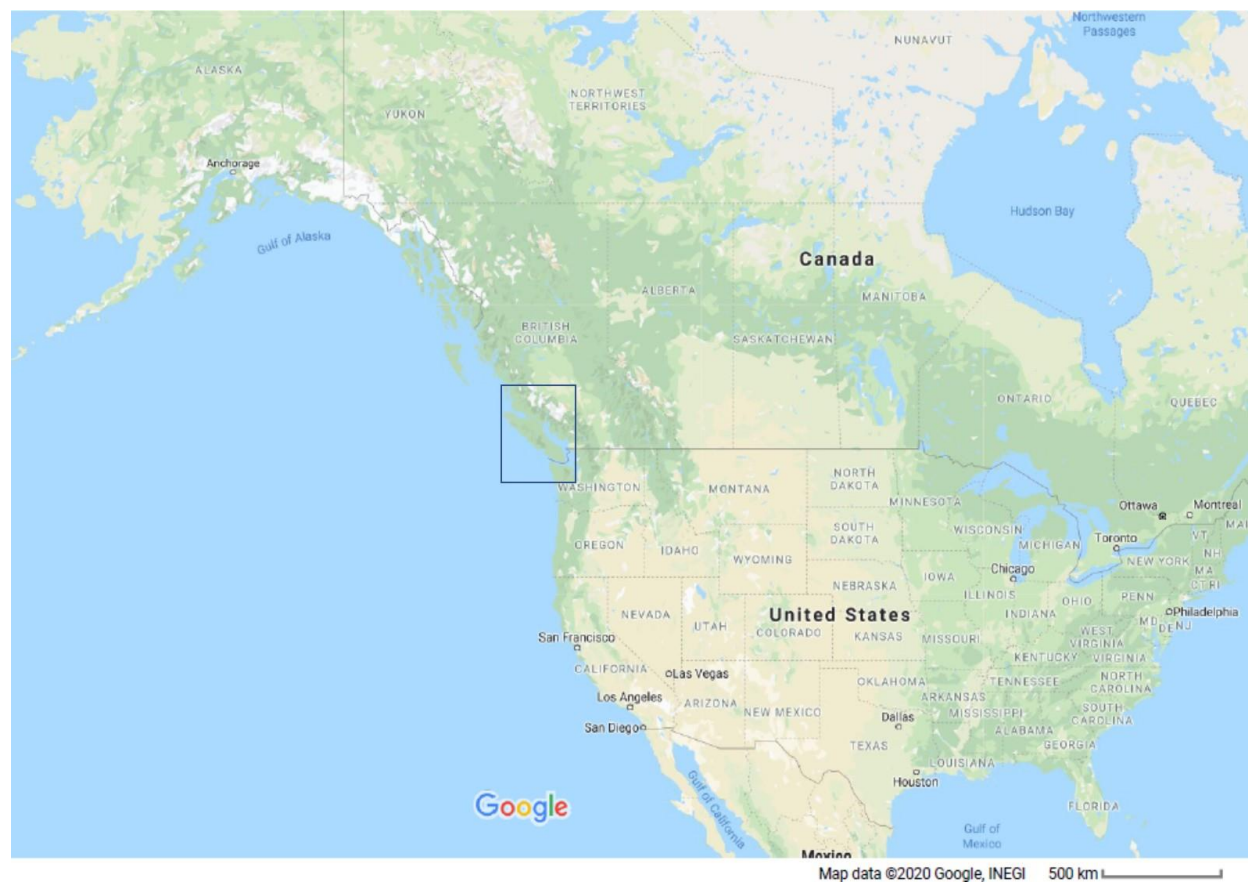 Northwestern
Passages
NUNAVUT
ALASKA
NORTHWEST
TERRITORIES
YUKON
Anchorage
Hudson Bay
Gulf of Alaska
Canada
ALBERTA
MANITOBA
BRITISH
COLUMBIA
SASKATCHEWAN
ONTARIO
QUEBEC
NORTH
DAKOTA
WASHINGTON
MONTANA
MINNESOTA
Ottawa
Montreal
MAI
SOUTH
DAKOTA
WISCONSIN
VT
Toronto
OREGON
IDAHO
MICHIGAN
NH
WYOMING
NEW YORK
MA
Chicago
IOWA
NEBRASKA
CT RI
ILLINOIS
OHIO
PENN
NEVADA
United States
INDIANA
Philadelphia
UTAH
COLORADO
MD
DE
NJ
San Francisco
KANSAS
MISSOURI
WEST
VIRGINIA
KENTUCKY
VIRGINIA
CALIFORNIA
Las Vegas
OKLAHOMA
TENNESSEE
NORTH
CAROLINA
Los Angeles
ARIZONA
NEW MEXICO
ARKANSAS
MISSISSIPPI
SOUTH
CAROLINA
San Diego
Dallas
ALABAMA
TEXAS
GEORGIA
LOUISIANA
Houston
Gulf of California
Google
FLORIDA
Gulf of
Mexico
Mexico
Map data ©2020 Google, INEGI
500 km